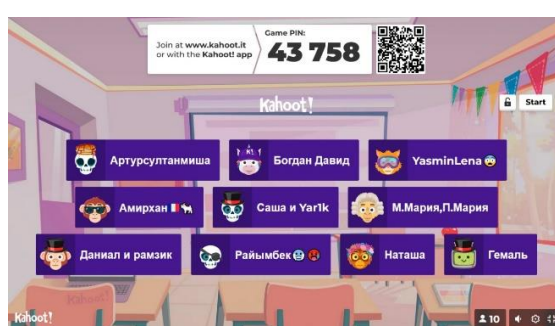 Join at www.kahoot.it
or with the Kahoot! app
Game PIN:
43 758
Kahoot!
Start
Артурсултанмиша
Богдан Давид
YasminLena 😨
Амирхан
Саша и Yar1k
М.Мария,П.Мария
Даниал и рамзик
Райымбек
Наташа
Гемаль
Kahoot!
Kahoot!
10